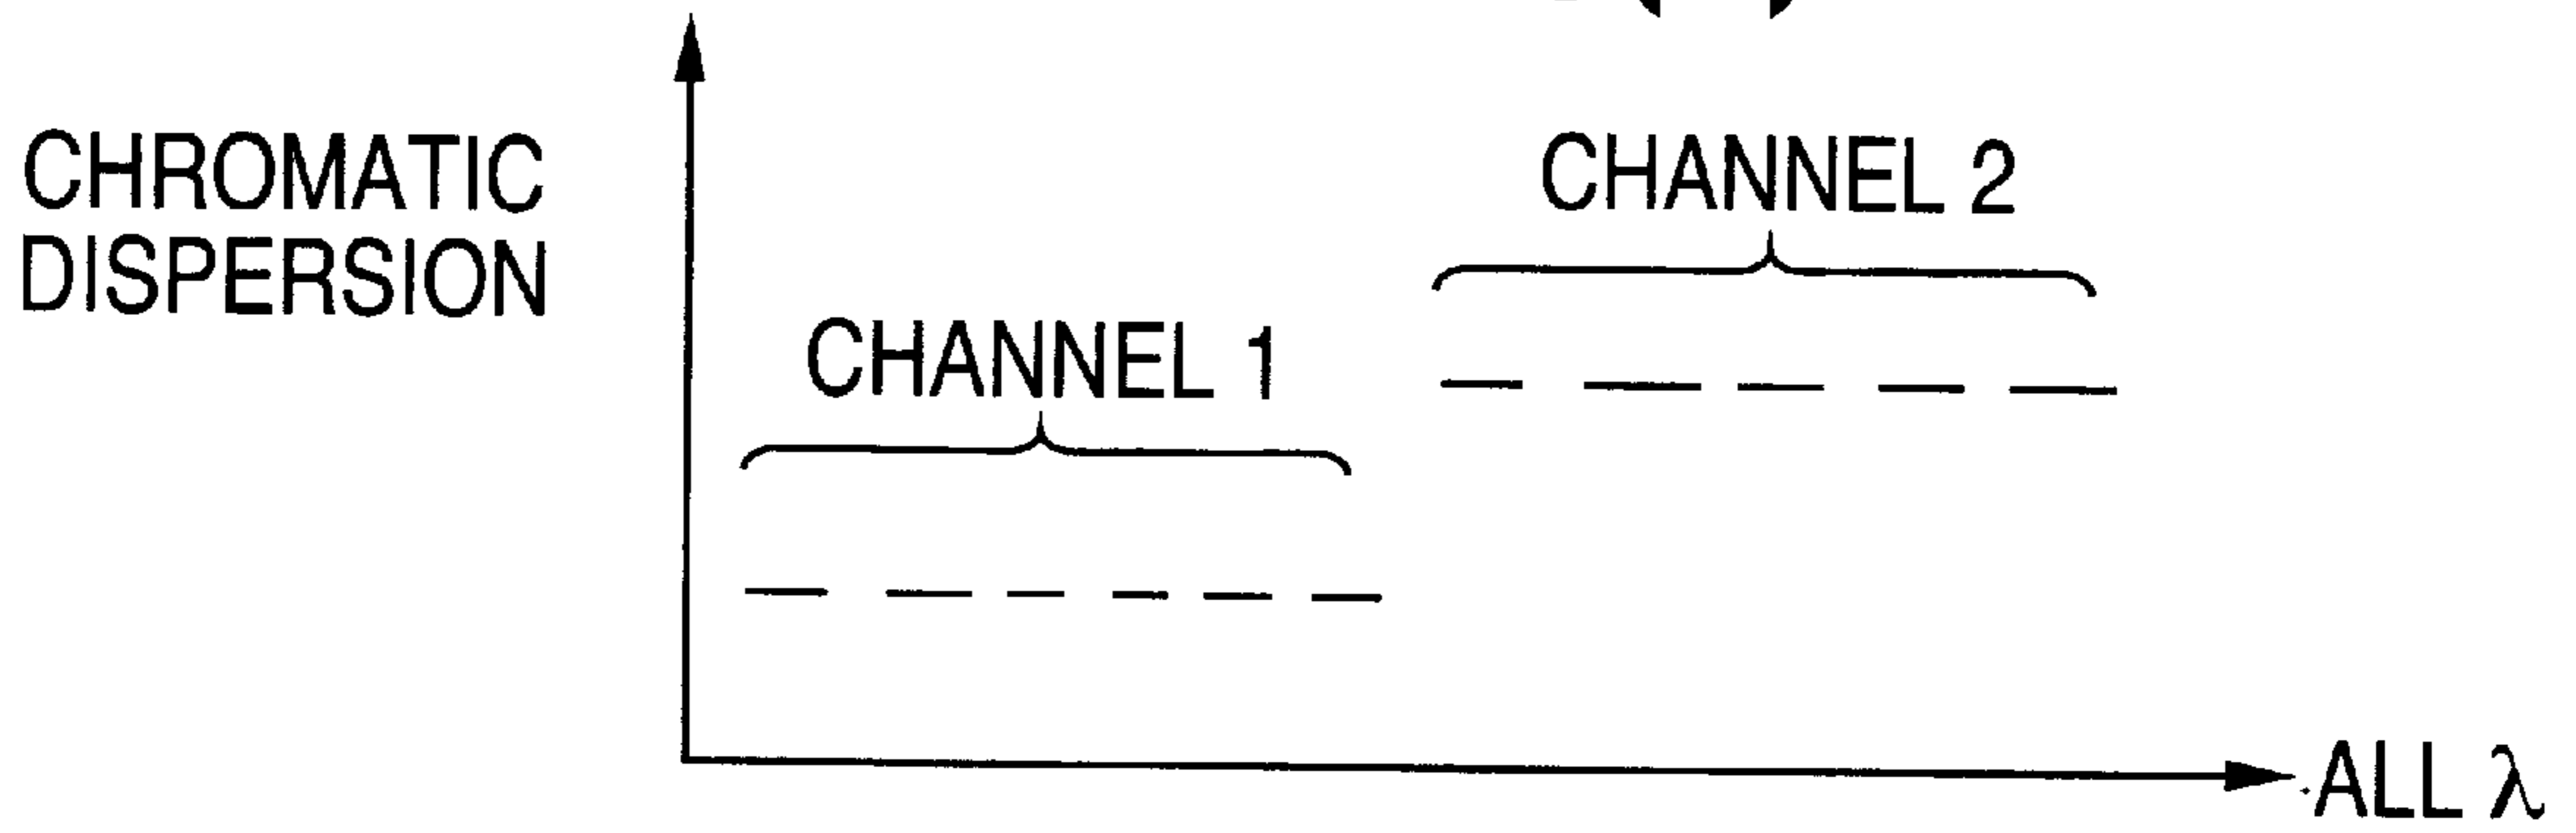 CHROMATIC
DISPERSION
CHANNEL 1
CHANNEL 2
ALL λ